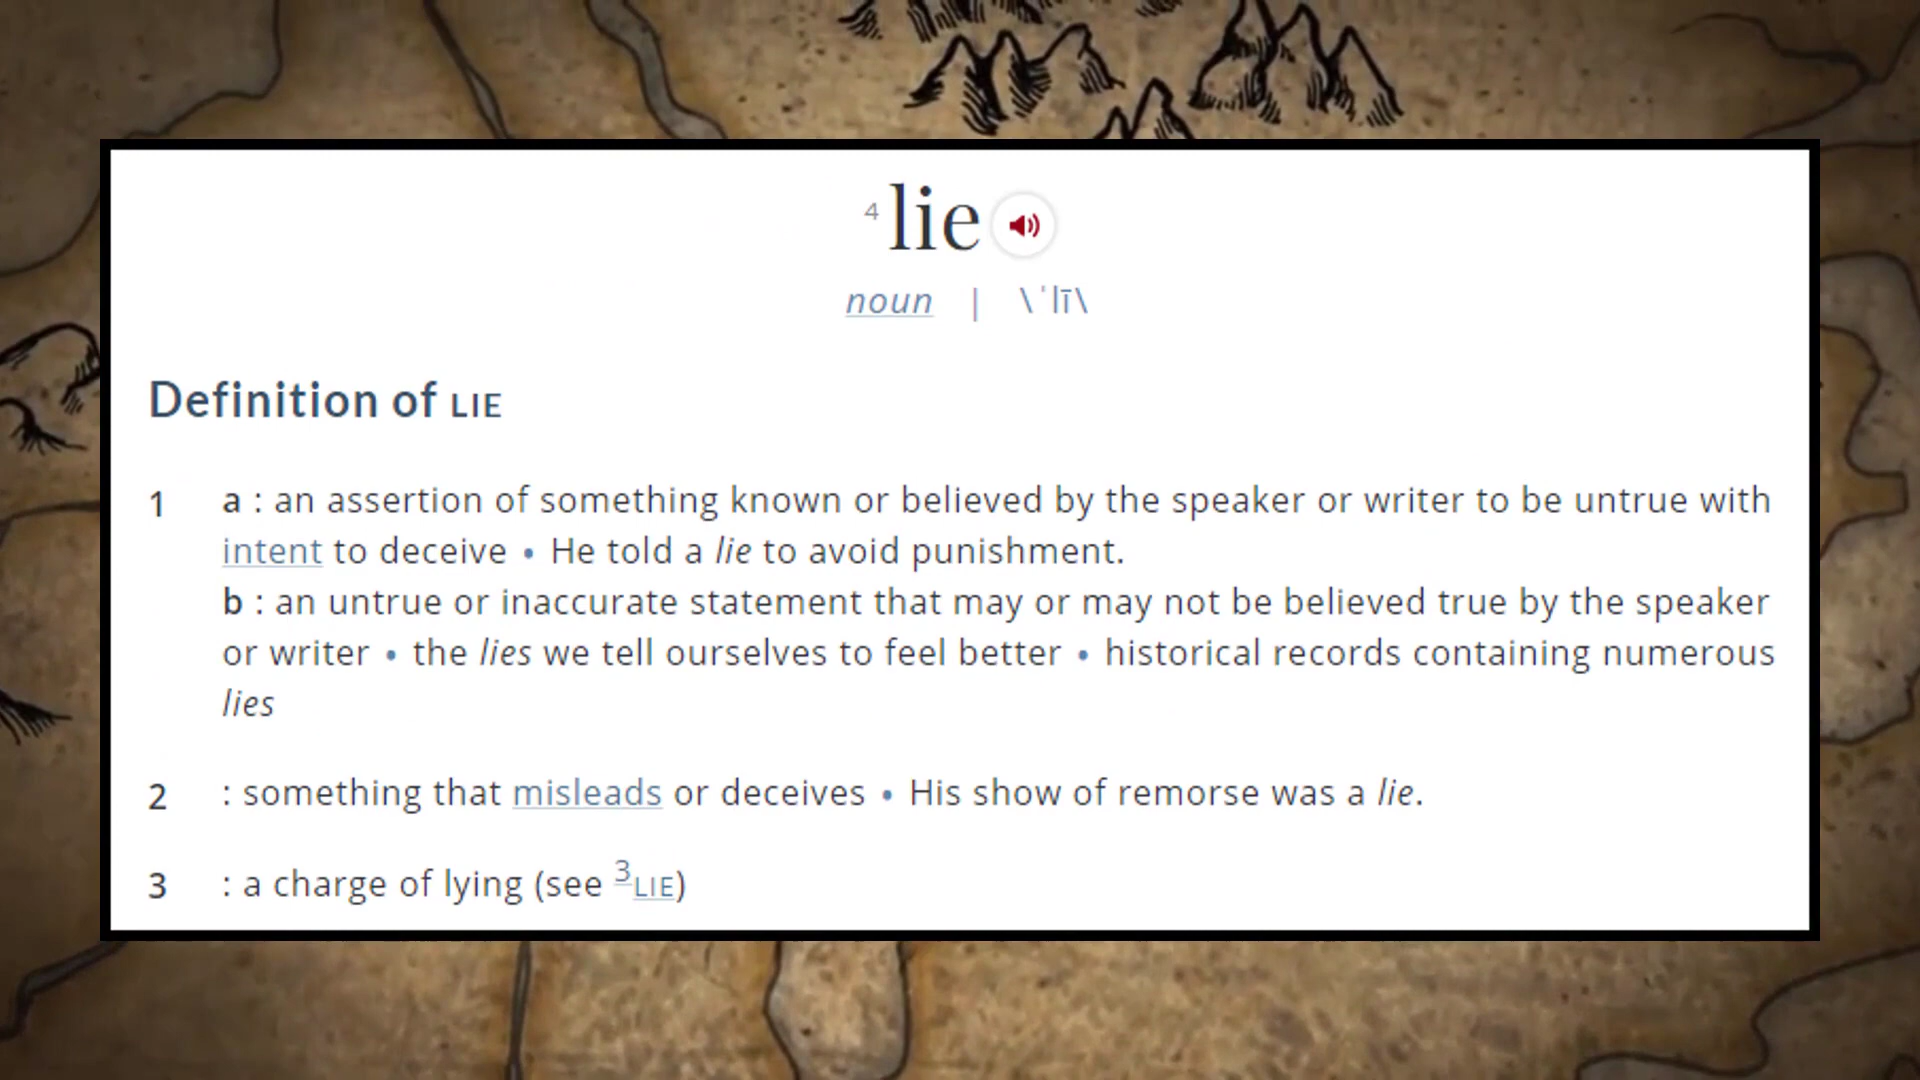 4 lie
noun | \ˈlī\
Definition of LIE
1 a : an assertion of something known or believed by the speaker or writer to be untrue with
intent to deceive • He told a lie to avoid punishment.
b : an untrue or inaccurate statement that may or may not be believed true by the speaker
or writer • the lies we tell ourselves to feel better • historical records containing numerous
lies
2 : something that misleads or deceives • His show of remorse was a lie.
3 : a charge of lying (see 3LIE)